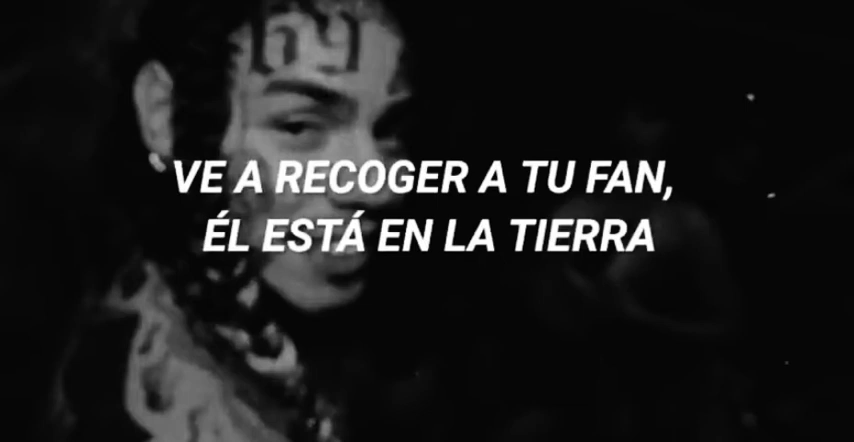 VE A RECOGER A TU FAN,
ÉL ESTÁ EN LA TIERRA